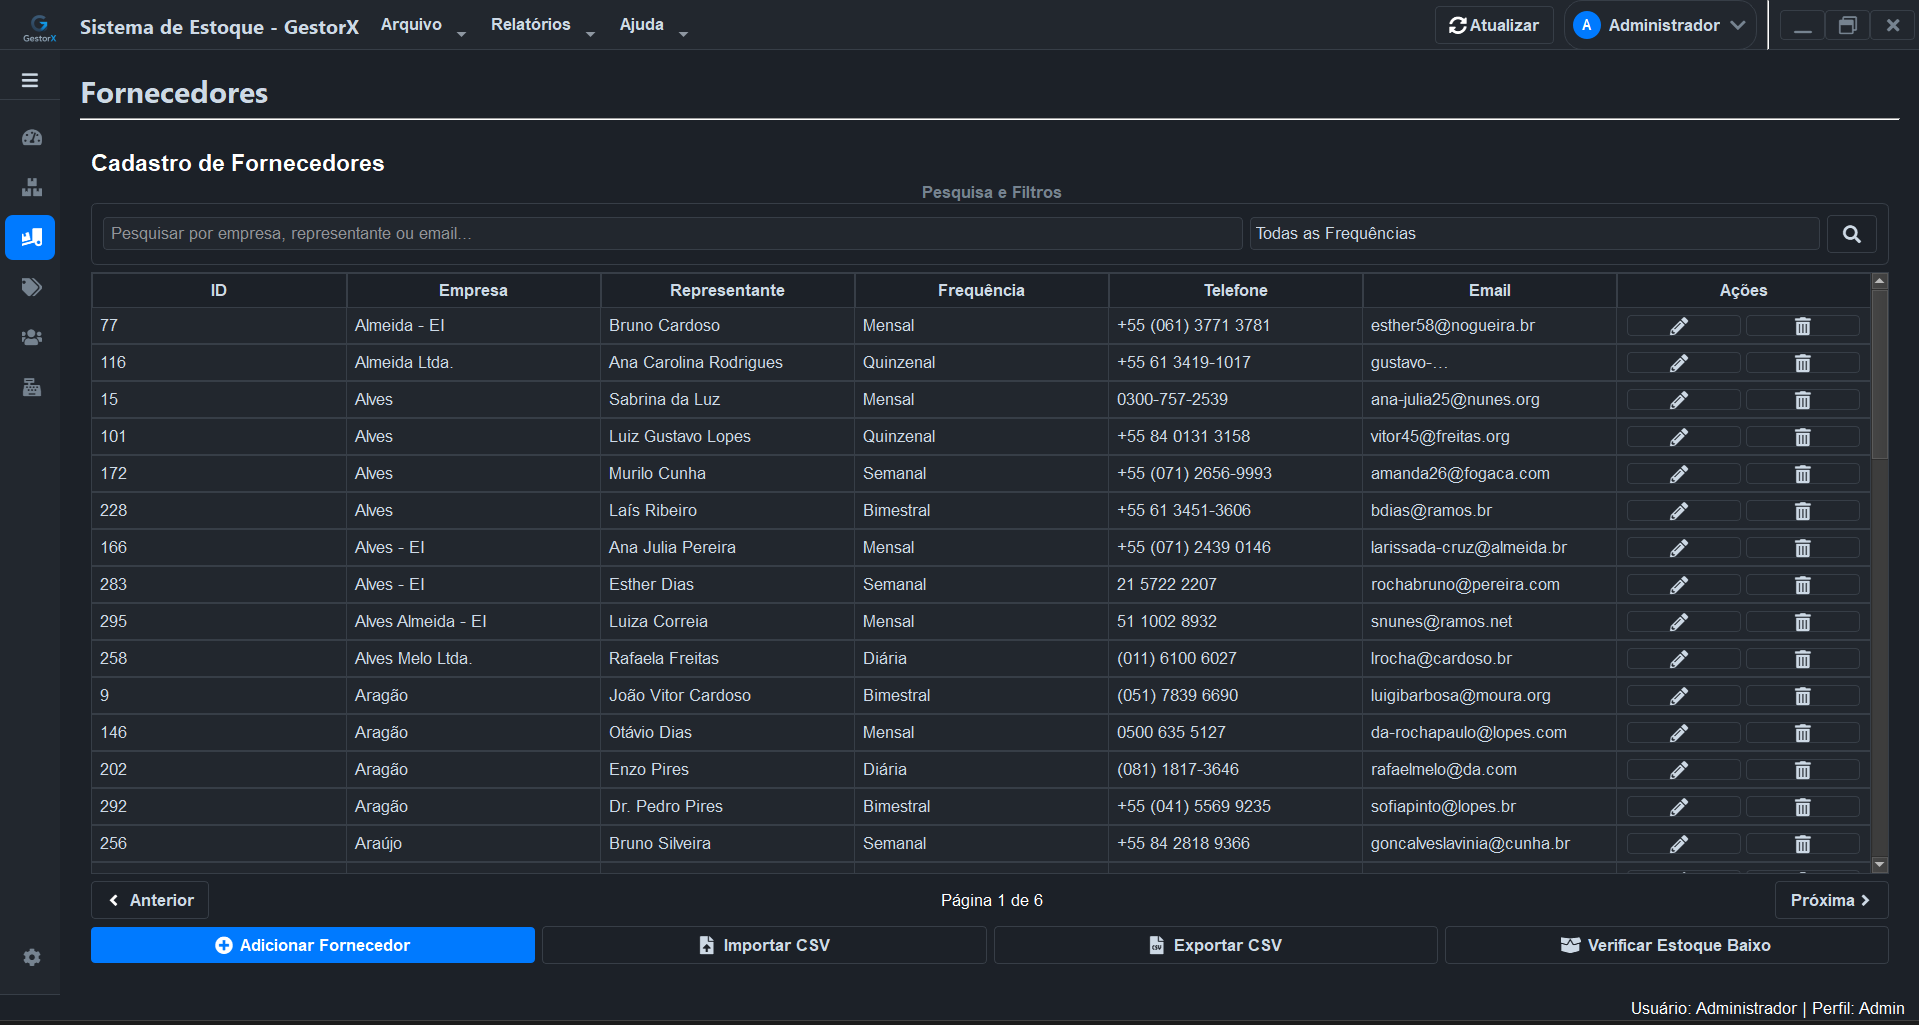 GestorX
Sistema de Estoque - GestorX
Arquivo
Relatórios
Ajuda
Atualizar
A
Administrador
Fornecedores
Cadastro de Fornecedores
Pesquisa e Filtros
Pesquisar por empresa, representante ou email...
Todas as Frequências
ID Empresa Representante Frequência Telefone Email Ações
77 Almeida - EI Bruno Cardoso Mensal +55 (061) 3771 3781 esther58@nogueira.br
116 Almeida Ltda. Ana Carolina Rodrigues Quinzenal +55 61 3419-1017 gustavo-...
15 Alves Sabrina da Luz Mensal 0300-757-2539 ana-julia25@nunes.org
101 Alves Luiz Gustavo Lopes Quinzenal +55 84 0131 3158 vitor45@freitas.org
172 Alves Murilo Cunha Semanal +55 (071) 2656-9993 amanda26@fogaca.com
228 Alves Laís Ribeiro Bimestral +55 61 3451-3606 bdias@ramos.br
166 Alves - EI Ana Julia Pereira Mensal +55 (071) 2439 0146 larissada-cruz@almeida.br
283 Alves - EI Esther Dias Semanal 21 5722 2207 rochabruno@pereira.com
295 Alves Almeida - EI Luiza Correia Mensal 51 1002 8932 snunes@ramos.net
258 Alves Melo Ltda. Rafaela Freitas Diária (011) 6100 6027 lrocha@cardoso.br
9 Aragão João Vitor Cardoso Bimestral (051) 7839 6690 luigibarbosa@moura.org
146 Aragão Otávio Dias Mensal 0500 635 5127 da-rochapaulo@lopes.com
202 Aragão Enzo Pires Diária (081) 1817-3646 rafaelmelo@da.com
292 Aragão Dr. Pedro Pires Bimestral +55 (041) 5569 9235 sofiapinto@lopes.br
256 Araújo Bruno Silveira Semanal +55 84 2818 9366 goncalveslavinia@cunha.br
Anterior
Página 1 de 6
Próxima
Adicionar Fornecedor
Importar CSV
CSV
Exportar CSV
Verificar Estoque Baixo
Usuário: Administrador | Perfil: Admin